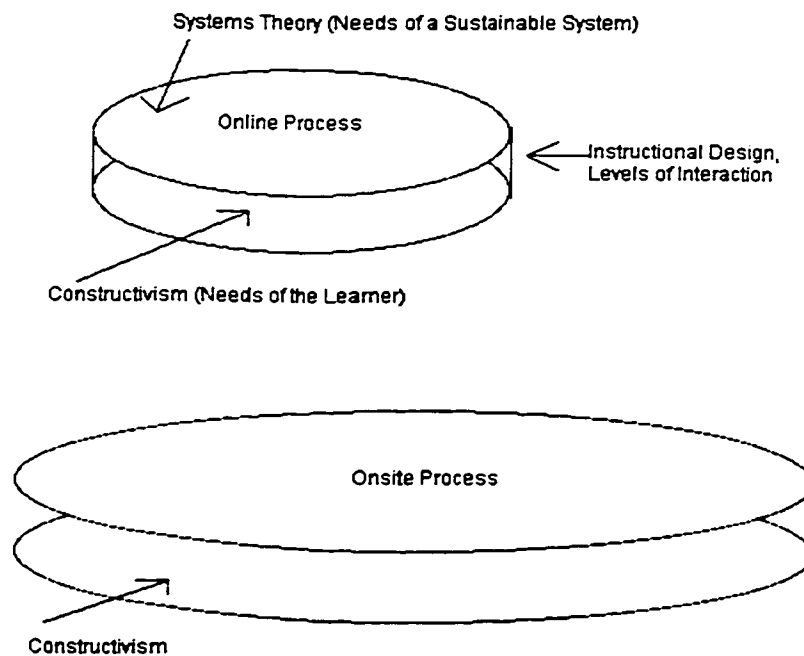 Systems Theory (Needs of a Sustainable System)
Online Process
Instructional Design,
Levels of Interaction
Constructivism (Needs of the Learner)
Onsite Process
Constructivism